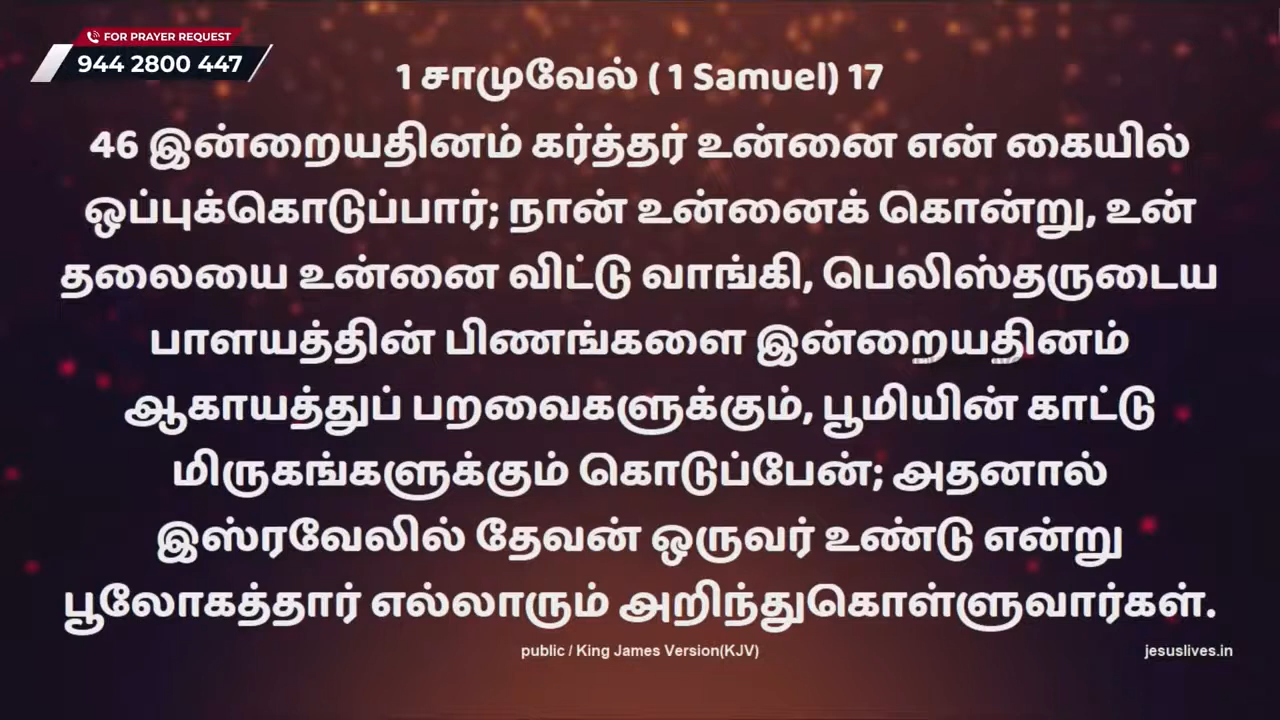 FOR PRAYER REQUEST
944 2800 447
1 சாமுவேல் ( 1 Samuel) 17
46 இன்றையதினம் கர்த்தர் உன்னை என் கையில்
ஒப்புக்கொடுப்பார்; நான் உன்னைக் கொன்று, உன்
தலையை உன்னை விட்டு வாங்கி, பெலிஸ்தருடைய
பாளயத்தின் பிணங்களை இன்றையதினம்
ஆகாயத்துப் பறவைகளுக்கும், பூமியின் காட்டு
மிருகங்களுக்கும் கொடுப்பேன்; அதனால்
இஸ்ரவேலில் தேவன் ஒருவர் உண்டு என்று
பூலோகத்தார் எல்லாரும் அறிந்துகொள்ளுவார்கள்.
public / King James Version(KJV)
jesuslives.in